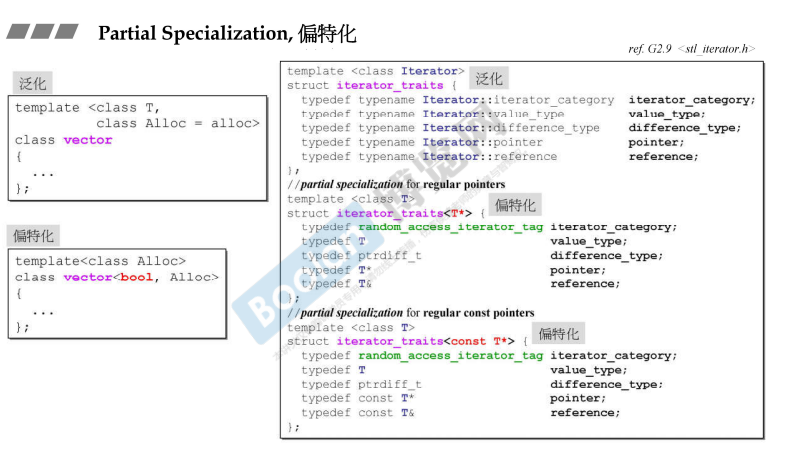 Partial Specialization, 偏特化
ref. G2.9 <stl_iterator.h>
泛化
template <class T,
class Alloc = alloc>
class vector
{
...
};
偏特化
template<class Alloc>
class vector<bool, Alloc>
{
...
};
template <class Iterator>
泛化
struct iterator_traits {
typedef typename Iterator::iterator_category iterator_category;
typedef typename Iterator::value_type value_type;
typedef typename Iterator::difference_type difference_type;
typedef typename Iterator::pointer pointer;
typedef typename Iterator::reference reference;
};
//partial specialization for regular pointers
template <class T>
偏特化
struct iterator_traits<T*> {
typedef random_access_iterator_tag iterator_category;
typedef T value_type;
typedef ptrdiff_t difference_type;
typedef T* pointer;
typedef T& reference;
};
//partial specialization for regular const pointers
template <class T>
偏特化
struct iterator_traits<const T*> {
typedef random_access_iterator_tag iterator_category;
typedef T value_type;
typedef ptrdiff_t difference_type;
typedef const T* pointer;
typedef const T& reference;
};
Boolan
博览网